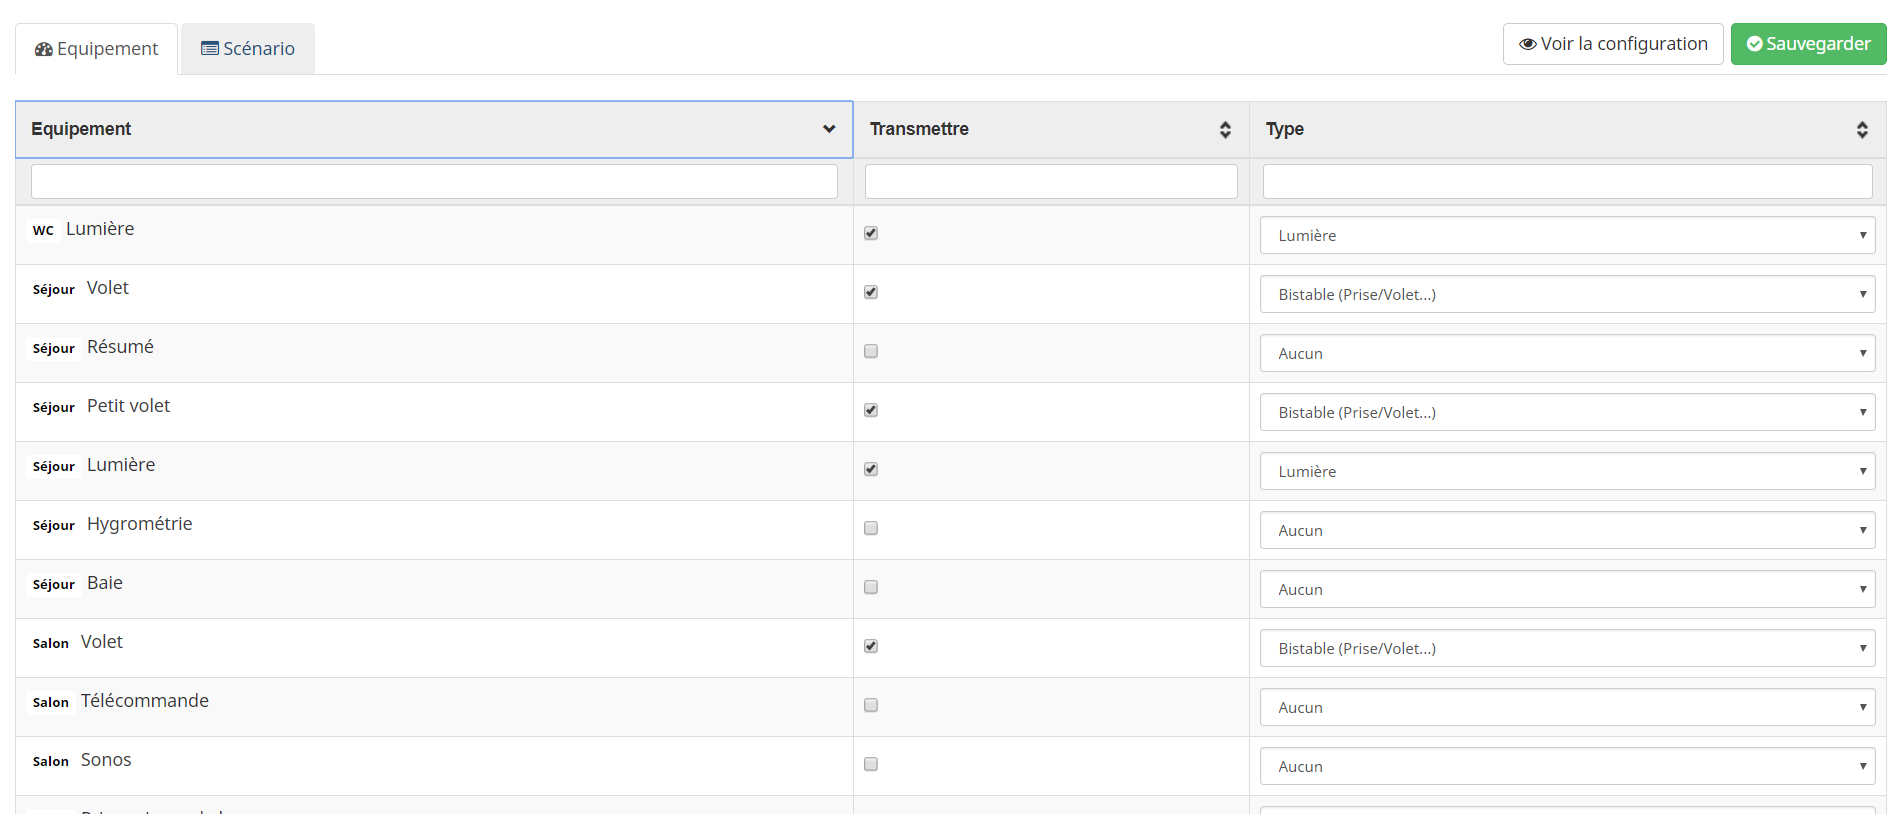 Equipement Scénario Voir la configuration Sauvegarder
Equipement Transmettre Type
WC Lumière Lumière
Séjour Volet Bistable (Prise/Volet...)
Séjour Résumé Aucun
Séjour Petit volet Bistable (Prise/Volet...)
Séjour Lumière Lumière
Séjour Hygrométrie Aucun
Séjour Baie Aucun
Salon Volet Bistable (Prise/Volet...)
Salon Télécommande Aucun
Salon Sonos Aucun